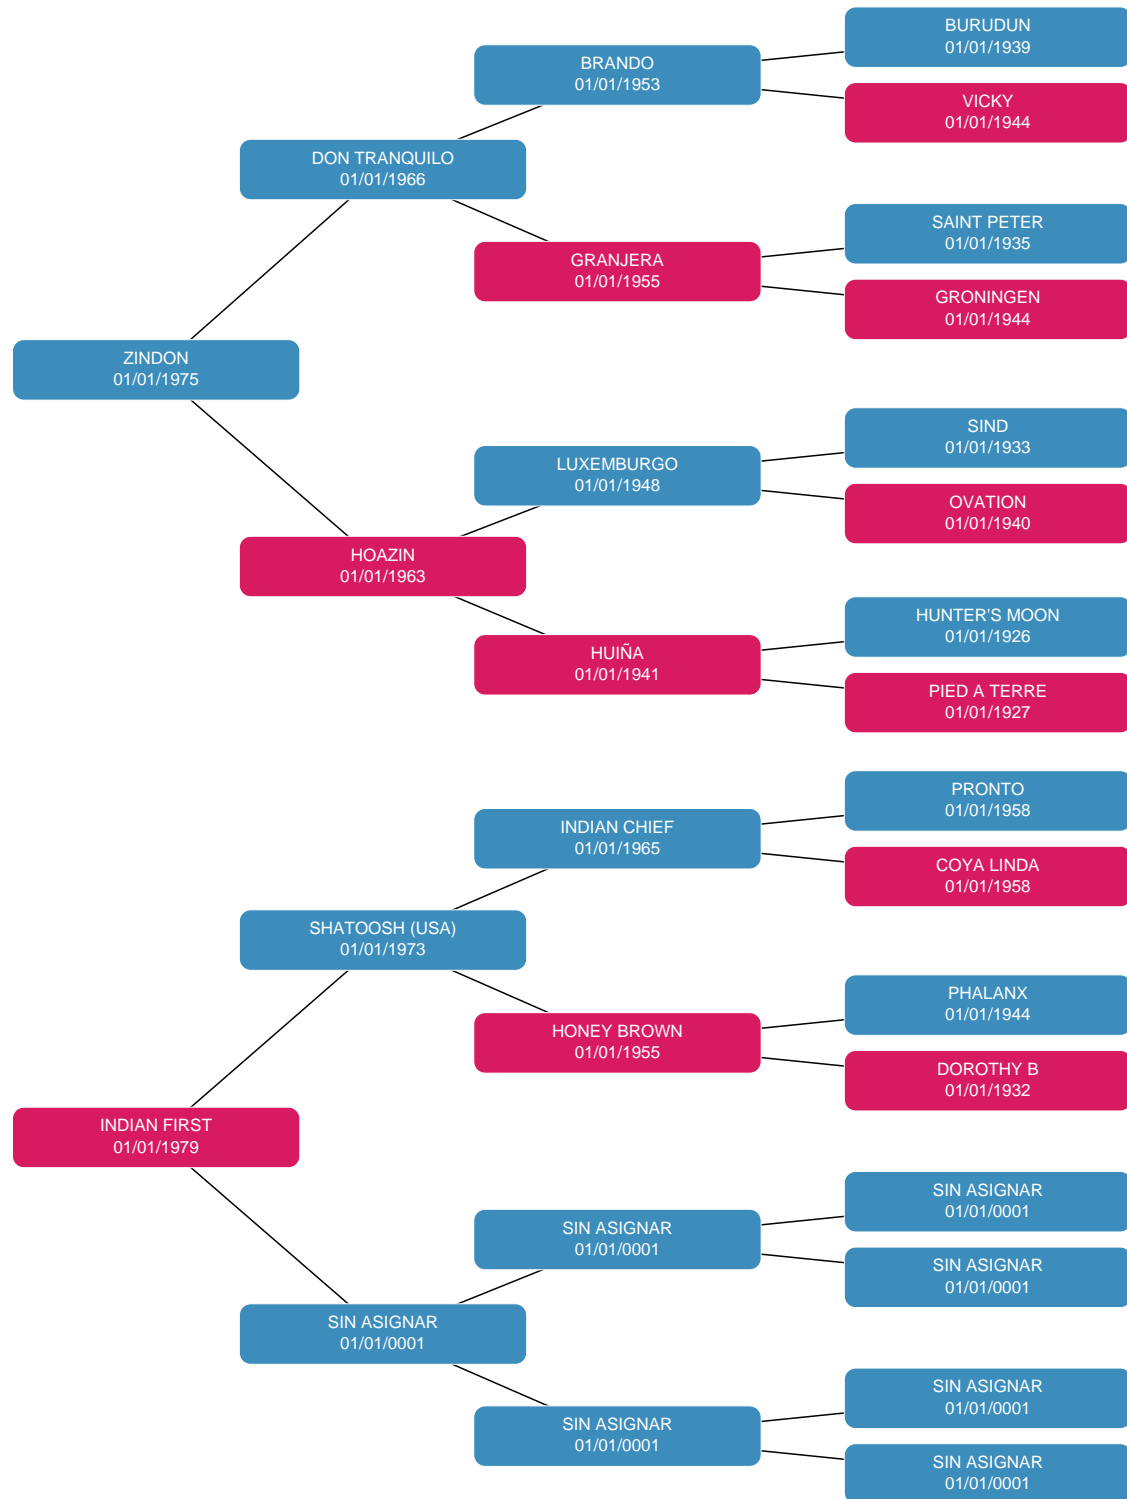 BURUDUN
01/01/1939
BRANDO
01/01/1953
VICKY
01/01/1944
DON TRANQUILO
01/01/1966
SAINT PETER
01/01/1935
GRANJERA
01/01/1955
GRONINGEN
01/01/1944
ZINDON
01/01/1975
SIND
01/01/1933
LUXEMBURGO
01/01/1948
OVATION
01/01/1940
HOAZIN
01/01/1963
HUNTER'S MOON
01/01/1926
HUIÑA
01/01/1941
PIED A TERRE
01/01/1927
PRONTO
01/01/1958
INDIAN CHIEF
01/01/1965
COYA LINDA
01/01/1958
SHATOOSH (USA)
01/01/1973
PHALANX
01/01/1944
HONEY BROWN
01/01/1955
DOROTHY B
01/01/1932
INDIAN FIRST
01/01/1979
SIN ASIGNAR
01/01/0001
SIN ASIGNAR
01/01/0001
SIN ASIGNAR
01/01/0001
SIN ASIGNAR
01/01/0001
SIN ASIGNAR
01/01/0001
SIN ASIGNAR
01/01/0001
SIN ASIGNAR
01/01/0001